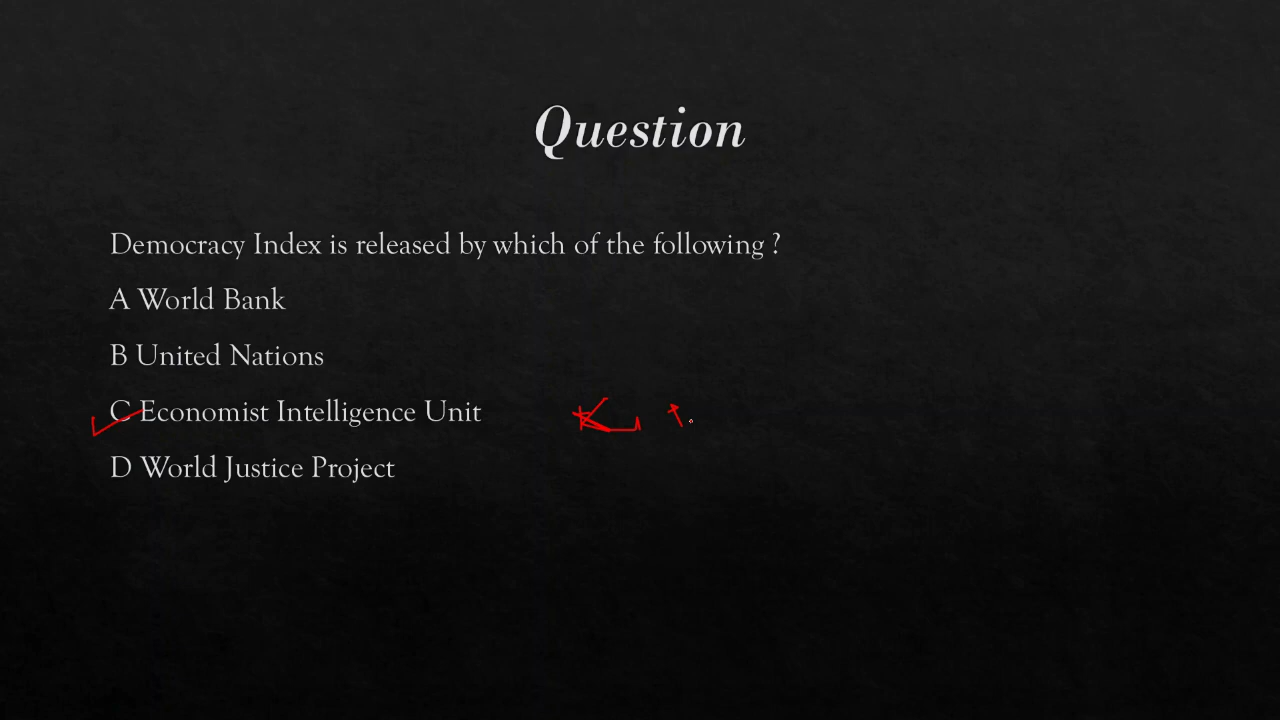 Question
Democracy Index is released by which of the following ?
A World Bank
B United Nations
C Economist Intelligence Unit
D World Justice Project